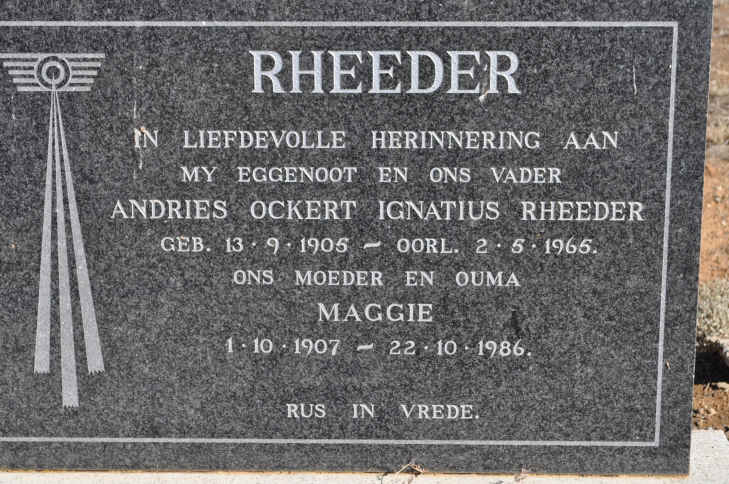 RHEEDER
IN LIEFDEVOLLE HERINNERING AAN
MY EGGENOOT EN ONS VADER
ANDRIES OCKERT IGNATIUS RHEEDER
GEB. 13·9·1905 – OORL. 2·5·1965.
ONS MOEDER EN OUMA
MAGGIE
1·10·1907 – 22·10·1986.
RUS IN VREDE.